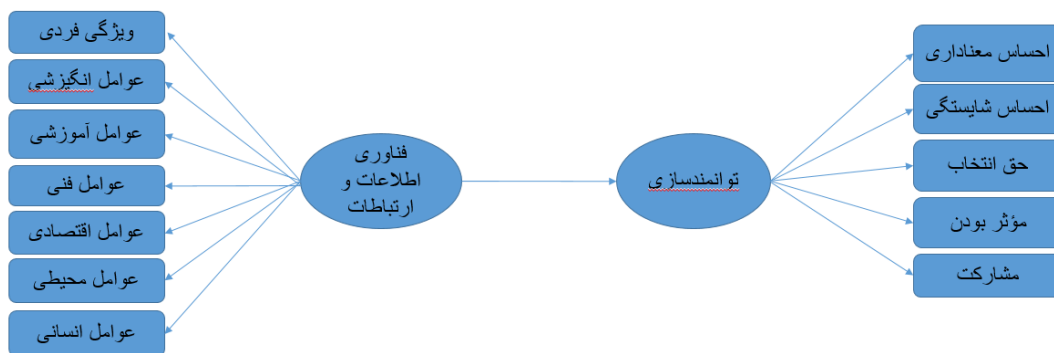 احساس معناداری
احساس شایستگی
حق انتخاب
مؤثر بودن
مشارکت
توانمندسازی
فناوری
اطلاعات و
ارتباطات
ویژگی فردی
عوامل انگیزشی
عوامل آموزشی
عوامل فنی
عوامل اقتصادی
عوامل محیطی
عوامل انسانی